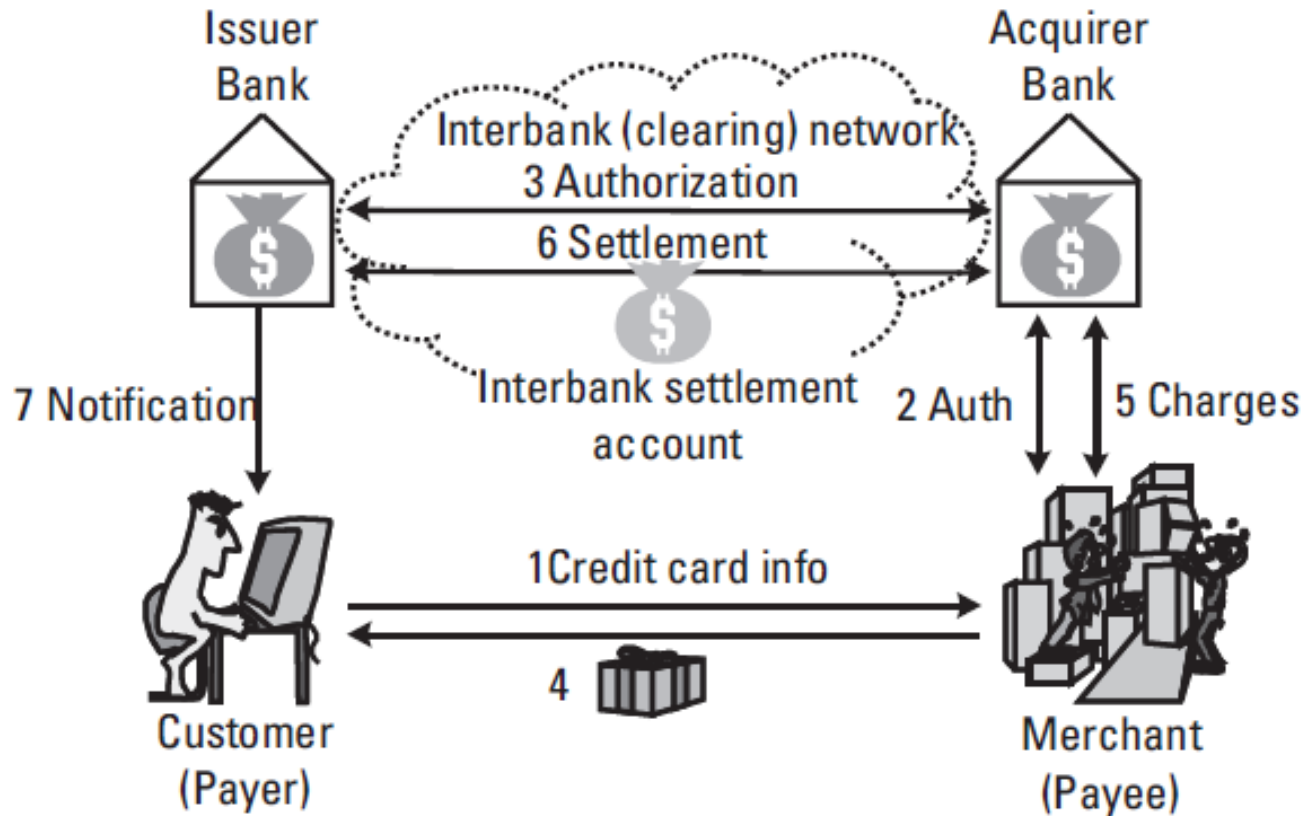 Issuer
Bank
Acquirer
Bank
Interbank (clearing) network
3 Authorization
6 Settlement
$
$
$
Interbank settlement
account
7 Notification
2 Auth
5 Charges
1Credit card info
4
Customer
(Payer)
Merchant
(Payee)